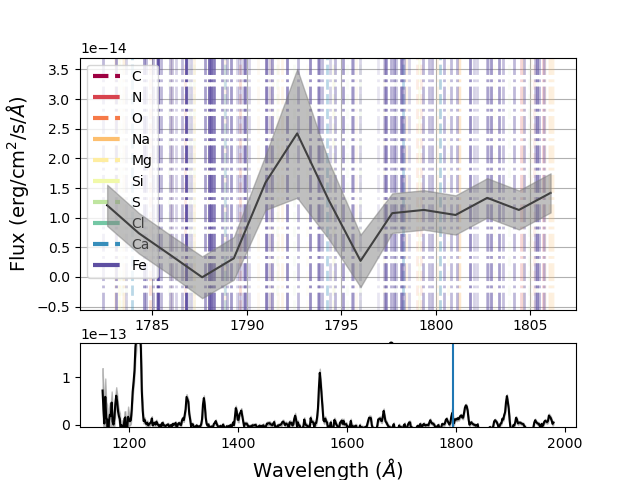 1e−14
3.5
3.0
2.5
2.0
1.5
1.0
0.5
0.0
−0.5
Flux (erg/cm²/s/Å)
C
N
O
Na
Mg
Si
S
Cl
Ca
Fe
1785
1790
1795
1800
1805
1e−13
1
0
1200
1400
1600
1800
2000
Wavelength (Å)